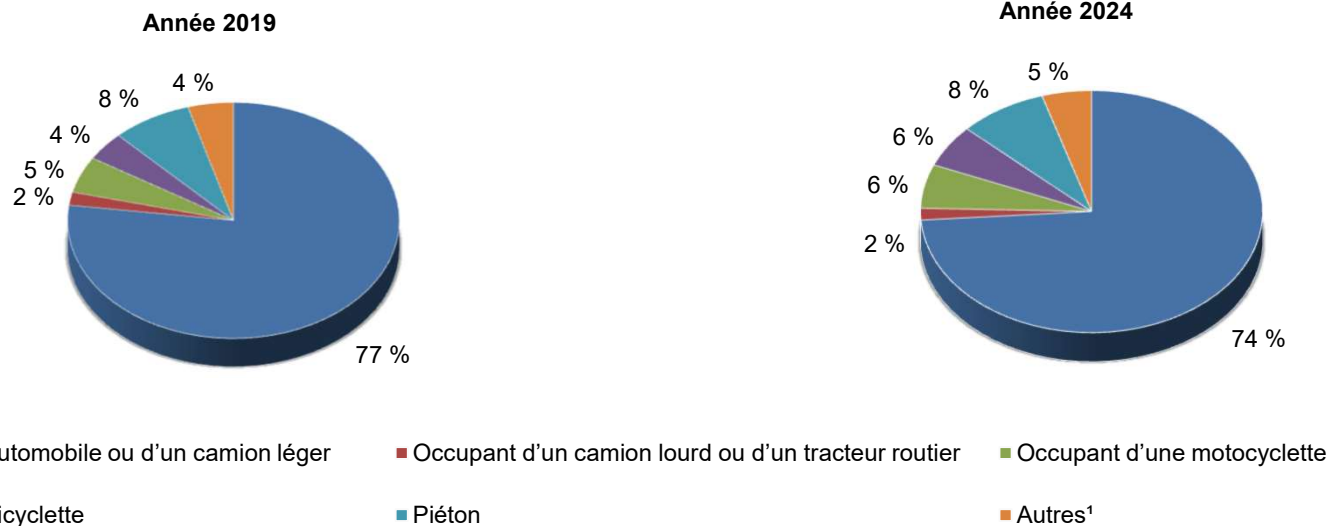 Année 2019
Année 2024
4 %
8 %
4 %
5 %
2 %
77 %
5 %
8 %
6 %
6 %
2 %
74 %
utomobile ou d’un camion léger
Occupant d’un camion lourd ou d’un tracteur routier
Occupant d’une motocyclette
icyclette
Piéton
Autres¹